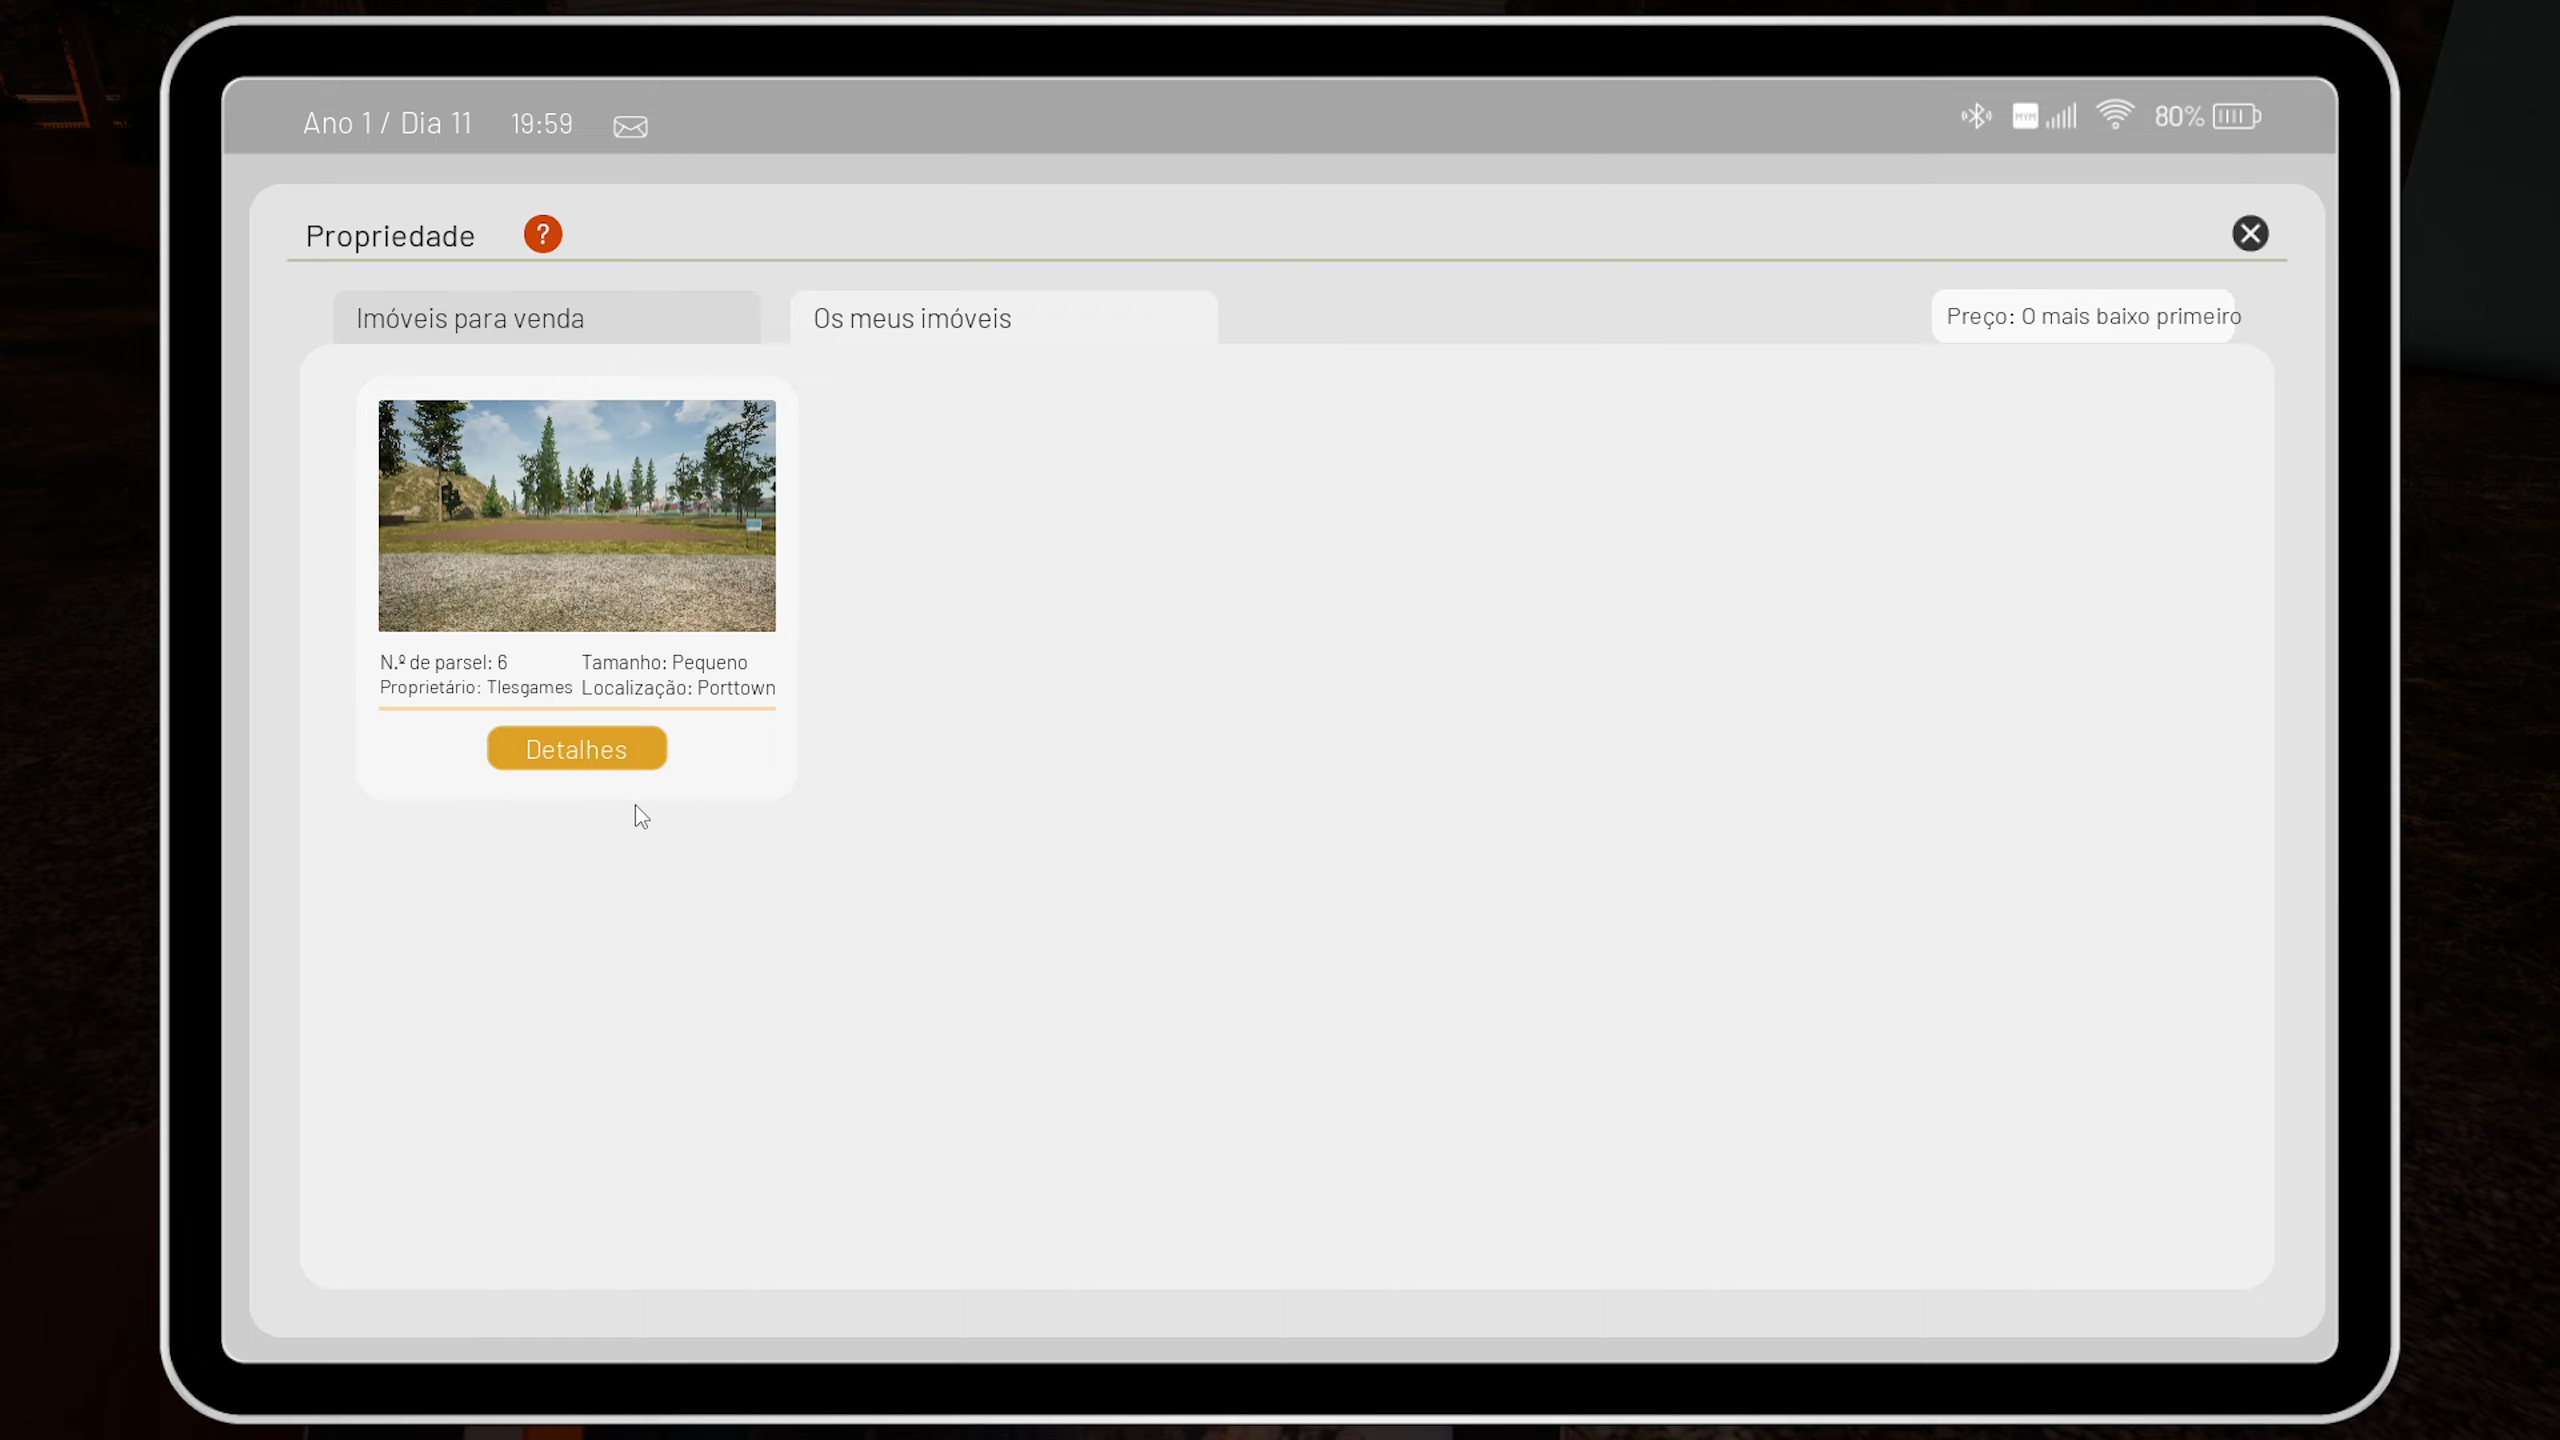 Ano 1 / Dia 11 19:59
MYM 80%
Propriedade ?
Imóveis para venda
Os meus imóveis
Preço: O mais baixo primeiro
N.º de parsel: 6 Tamanho: Pequeno
Proprietário: Tlesgames Localização: Porttown
Detalhes